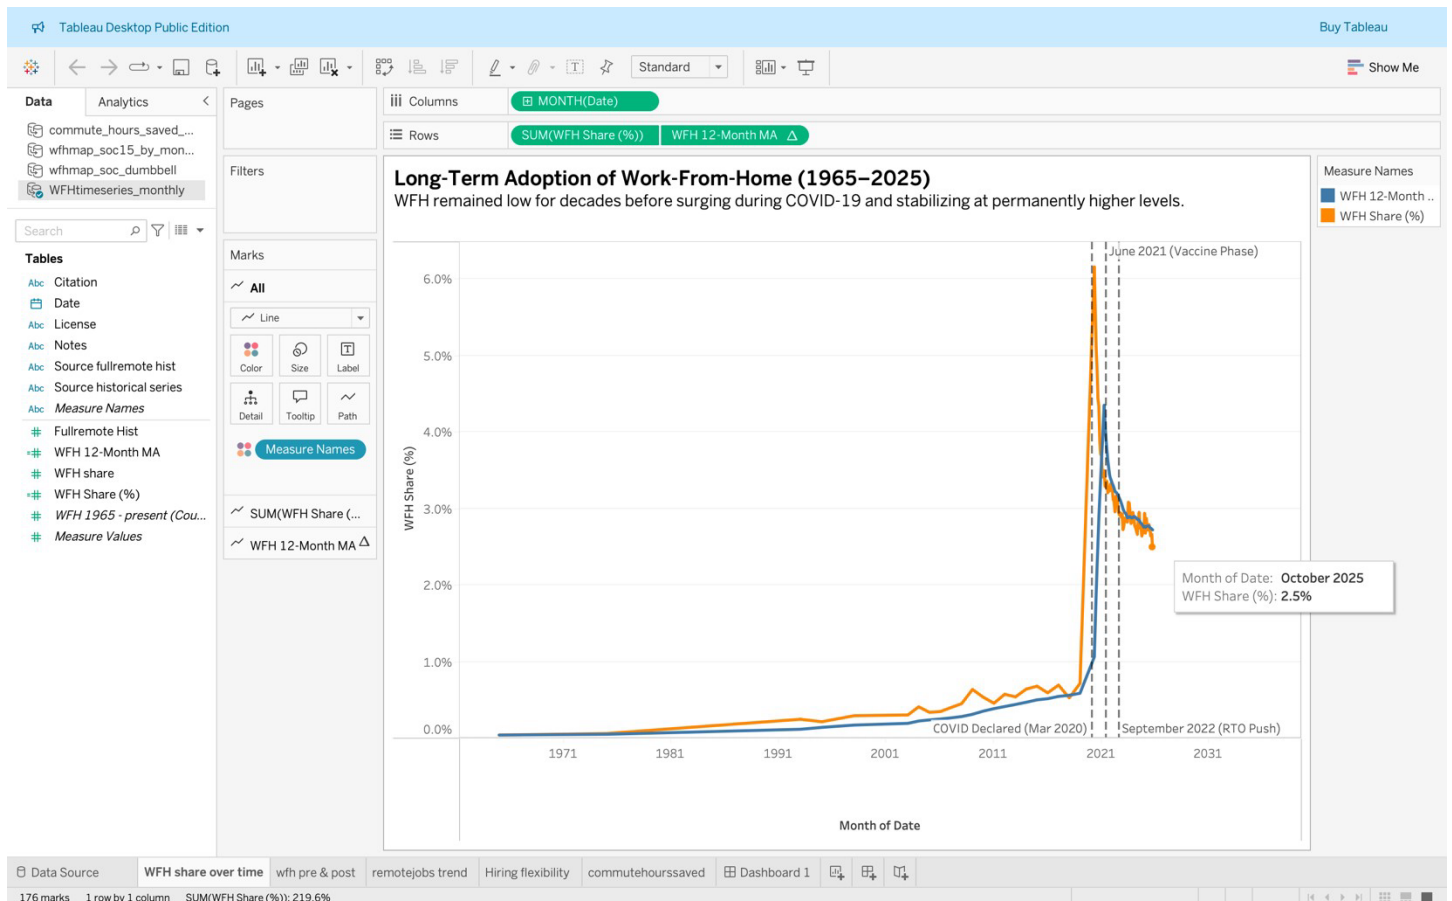 Tableau Desktop Public Edition
Buy Tableau
Standard
Show Me
Data
Analytics
commute_hours_saved_...
wfhmap_soc15_by_mon...
wfhmap_soc_dumbbell
WFHtimeseries_monthly
Search
Tables
Abc Citation
Date
Abc License
Abc Notes
Abc Source fullremote hist
Abc Source historical series
Abc Measure Names
# Fullremote Hist
=# WFH 12-Month MA
# WFH share
=# WFH Share (%)
# WFH 1965 - present (Cou...
# Measure Values
Pages
Filters
Marks
All
Line
Color
Size
Label
Detail
Tooltip
Path
Measure Names
SUM(WFH Share (...
WFH 12-Month MA Δ
Columns
MONTH(Date)
Rows
SUM(WFH Share (%))
WFH 12-Month MA Δ
Long-Term Adoption of Work-From-Home (1965–2025)
WFH remained low for decades before surging during COVID-19 and stabilizing at permanently higher levels.
June 2021 (Vaccine Phase)
6.0%
5.0%
4.0%
3.0%
2.0%
1.0%
0.0%
WFH Share (%)
Month of Date: October 2025
WFH Share (%): 2.5%
COVID Declared (Mar 2020)
September 2022 (RTO Push)
1971
1981
1991
2001
2011
2021
2031
Month of Date
Measure Names
WFH 12-Month ..
WFH Share (%)
Data Source
WFH share over time
wfh pre & post
remotejobs trend
Hiring flexibility
commutehourssaved
Dashboard 1
176 marks
1 row by 1 column
SUM(WFH Share (%)): 219.6%